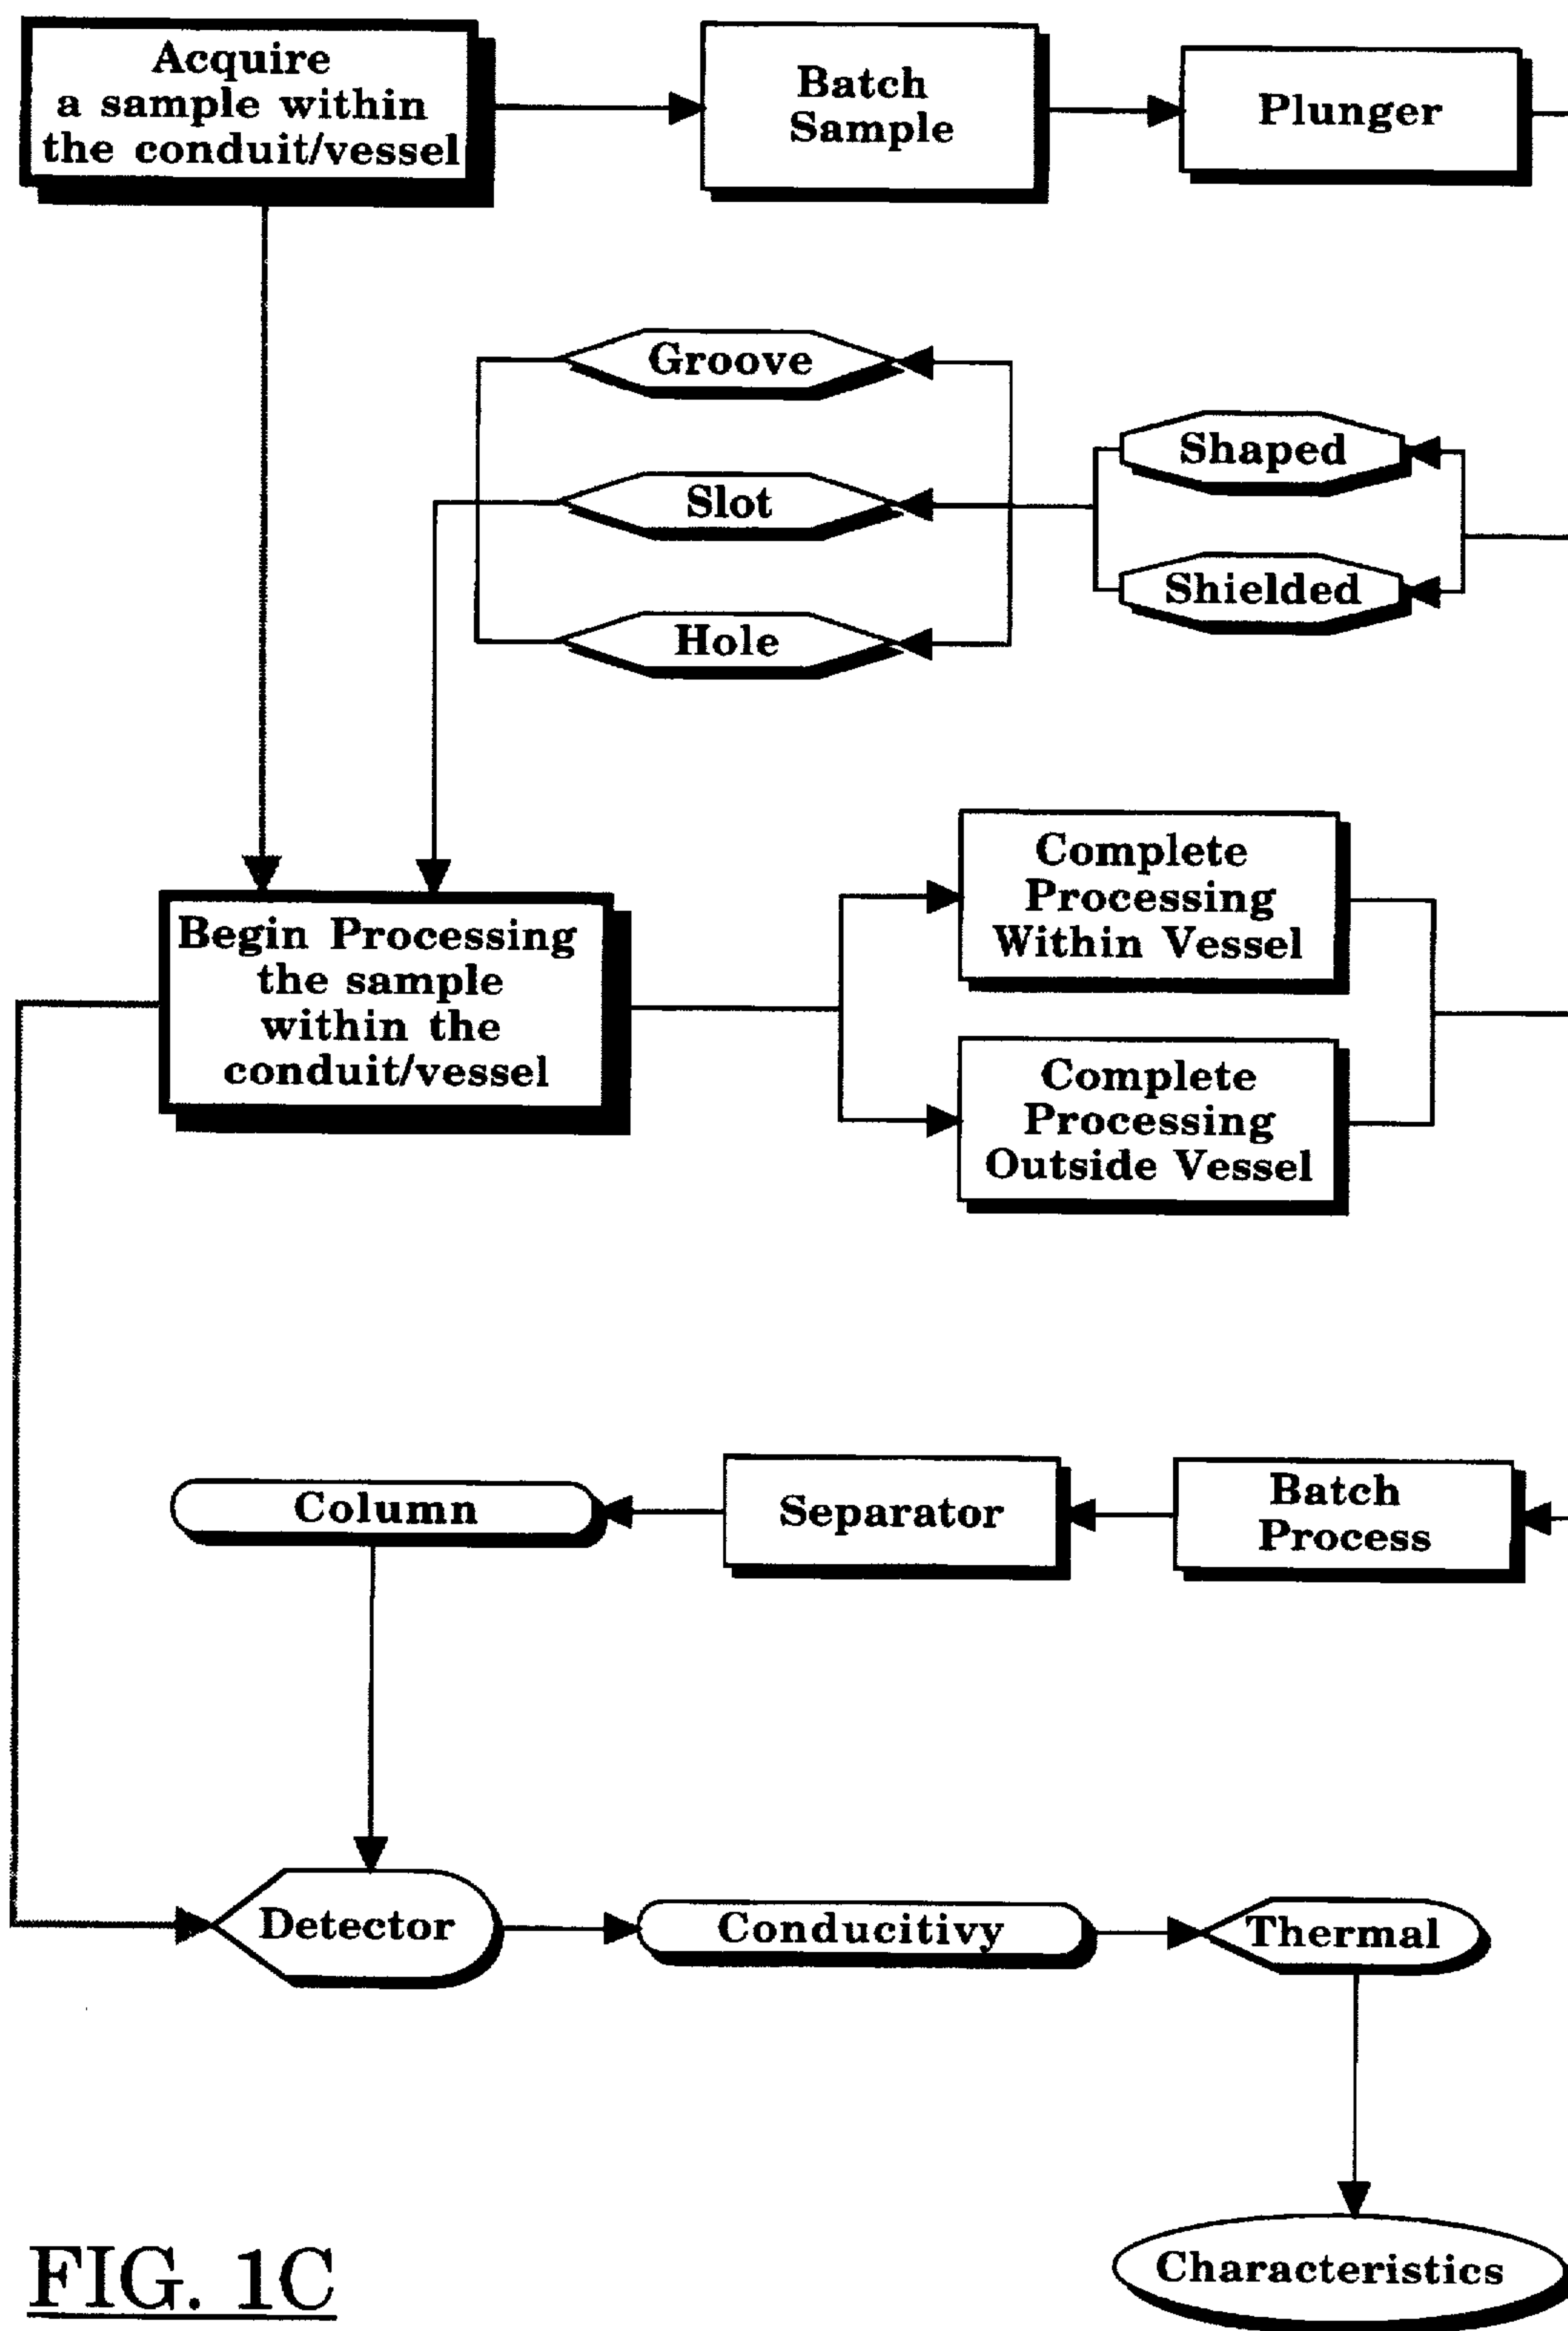 Acquire
a sample within
the conduit/vessel
Batch
Sample
Plunger
Groove
Shaped
Slot
Shielded
Hole
Complete
Processing
Within Vessel
Begin Processing
the sample
within the
conduit/vessel
Complete
Processing
Outside Vessel
Column
Separator
Batch
Process
Detector
Conducitivy
Thermal
FIG. 1C
Characteristics